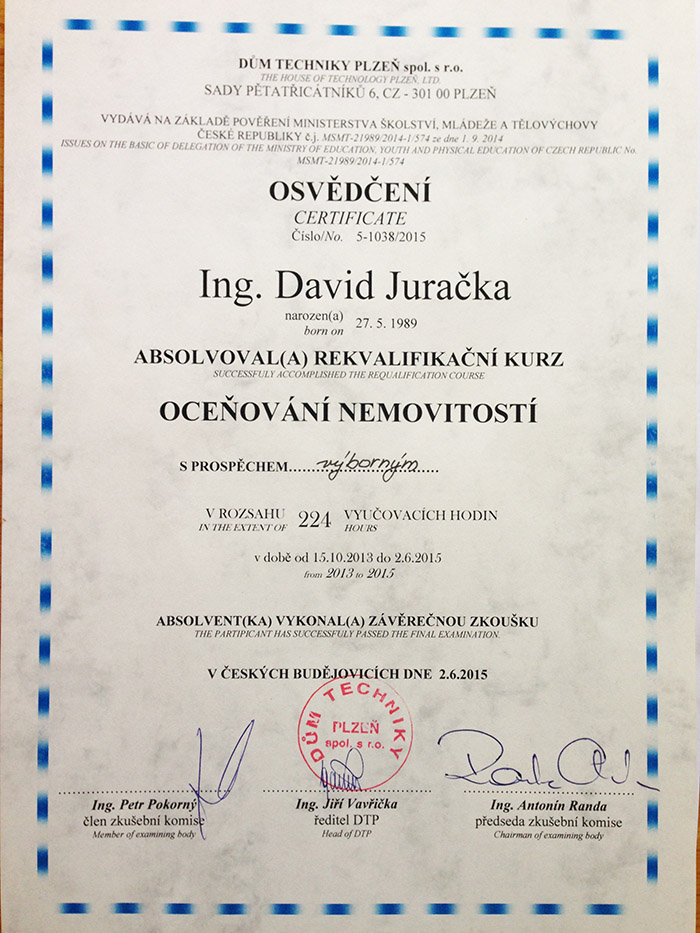 DŮM TECHNIKY PLZEŇ spol. s r.o.
THE HOUSE OF TECHNOLOGY PLZEŇ, LTD.
SADY PĚTATŘICÁTNÍKŮ 6, CZ - 301 00 PLZEŇ
VYDÁVÁ NA ZÁKLADĚ POVĚŘENÍ MINISTERSTVA ŠKOLSTVÍ, MLÁDEŽE A TĚLOVÝCHOVY
ČESKÉ REPUBLIKY č.j. MSMT-21989/2014-1/574 ze dne 1. 9. 2014
ISSUES ON THE BASIC OF DELEGATION OF THE MINISTRY OF EDUCATION, YOUTH AND PHYSICAL EDUCATION OF CZECH REPUBLIC No.
MSMT-21989/2014-1/574
OSVĚDČENÍ
CERTIFICATE
Číslo/No. 5-1038/2015
Ing. David Juračka
narozen(a)
born on 27. 5. 1989
ABSOLVOVAL(A) REKVALIFIKAČNÍ KURZ
SUCCESSFULY ACCOMPLISHED THE REQUALIFICATION COURSE
OCEŇOVÁNÍ NEMOVITOSTÍ
S PROSPĚCHEM......výborným.....
V ROZSAHU 224 VYUČOVACÍCH HODIN
IN THE EXTENT OF HOURS
v době od 15.10.2013 do 2.6.2015
from 2013 to 2015
ABSOLVENT(KA) VYKONAL(A) ZÁVĚREČNOU ZKOUŠKU
THE PARTIPICANT HAS SUCCESSFULY PASSED THE FINAL EXAMINATION.
V ČESKÝCH BUDĚJOVICÍCH DNE 2.6.2015
DŮM TECHNIKY
PLZEŇ
spol. s r.o.
Ing. Petr Pokorný Ing. Jiří Vavřička Ing. Antonín Randa
člen zkušební komise ředitel DTP předseda zkušební komise
Member of examining body Head of DTP Chairman of examining body